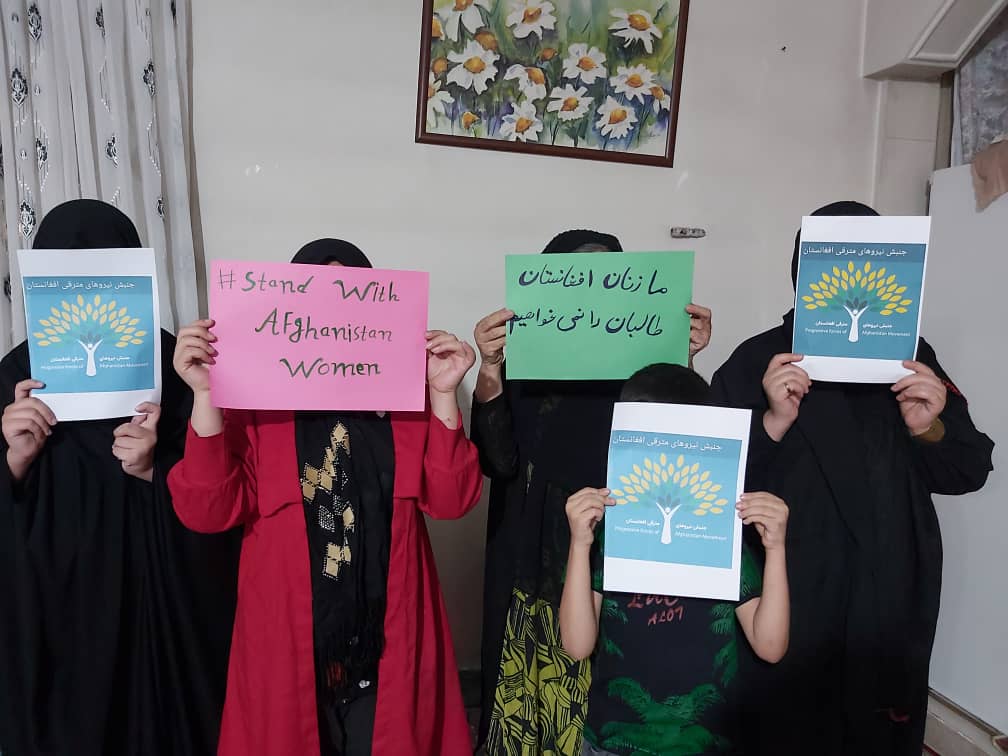 جنبش نیروهای مترقی افغانستان
جنبش نیروهای
مترقی افغانستان
Progressive Forces of
Afghanistan Movement
#Stand With
Afghanistan
Women
ما زنان افغانستان
طالبان را نمی خواهیم
جنبش نیروهای مترقی افغانستان
جنبش نیروهای
مترقی افغانستان
Progressive Forces of
Afghanistan Movement
جنبش نیروهای مترقی افغانستان
جنبش نیروهای
مترقی افغانستان
Progressive Forces of
Afghanistan Movement